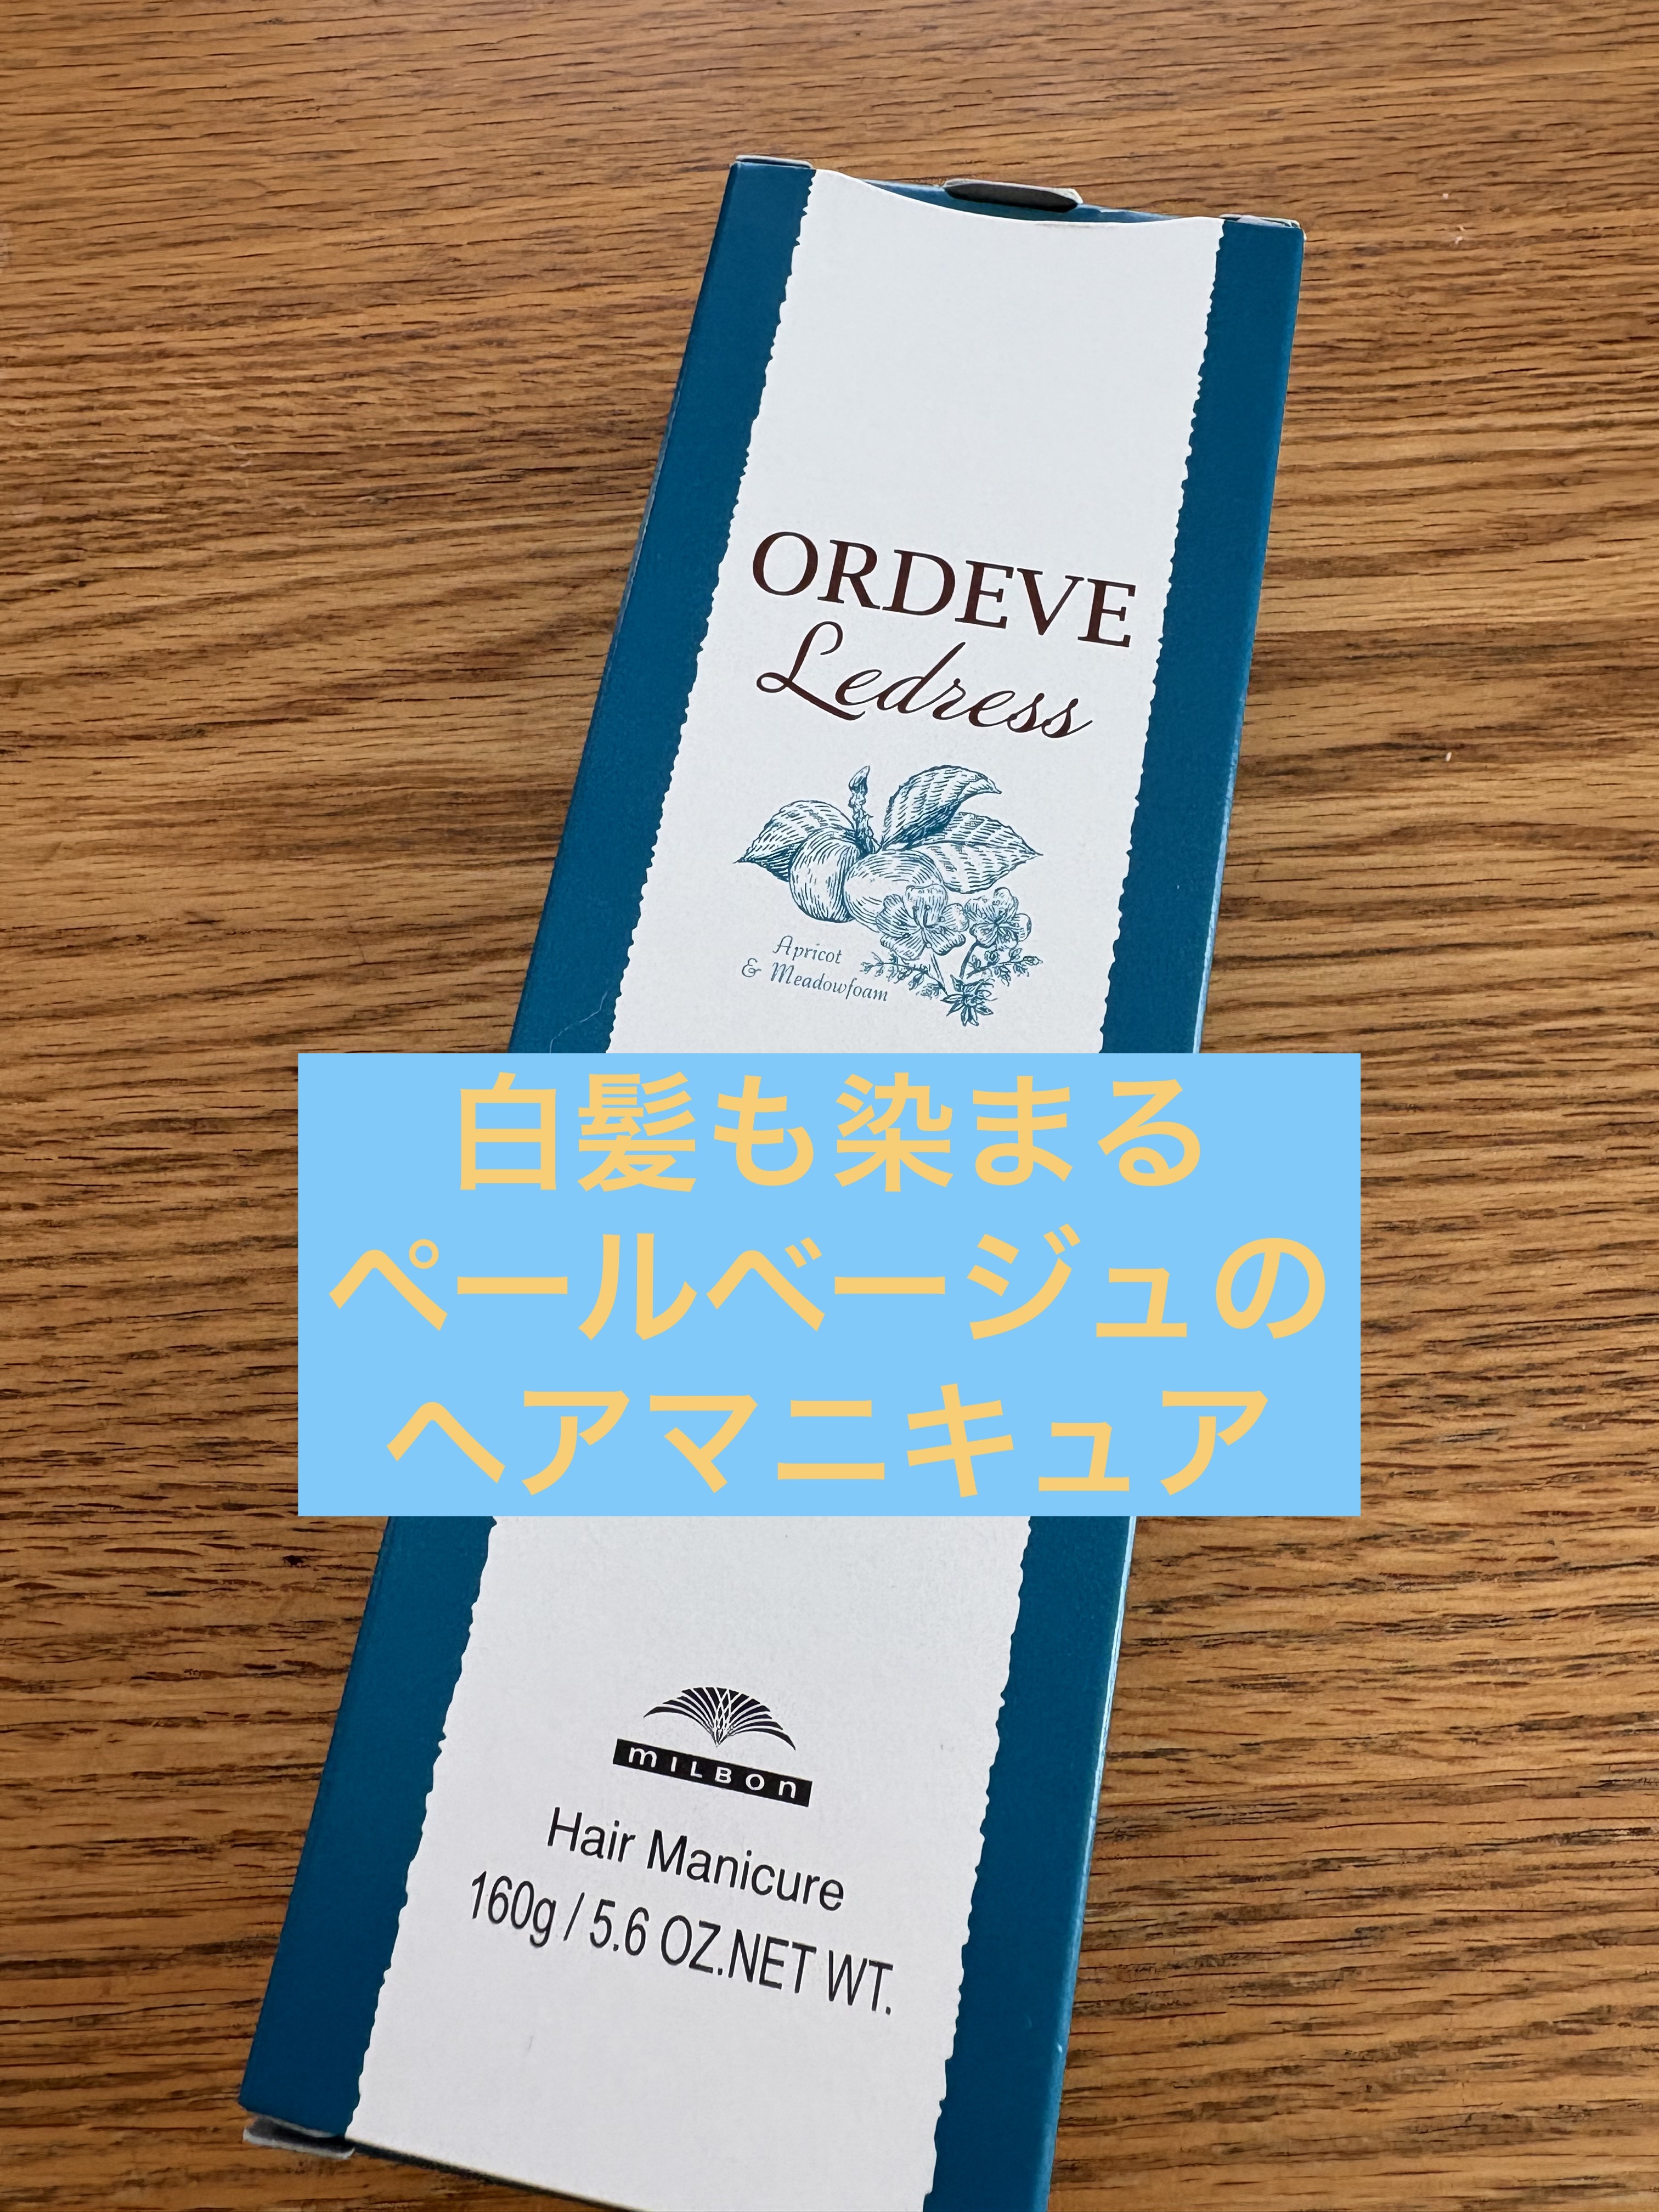 ORDEVE
Ledress
Apricot
& Meadowfoam
白髪も染まる
ペールベージュの
ヘアマニキュア
MILBON
Hair Manicure
160g / 5.6 OZ.NET WT.